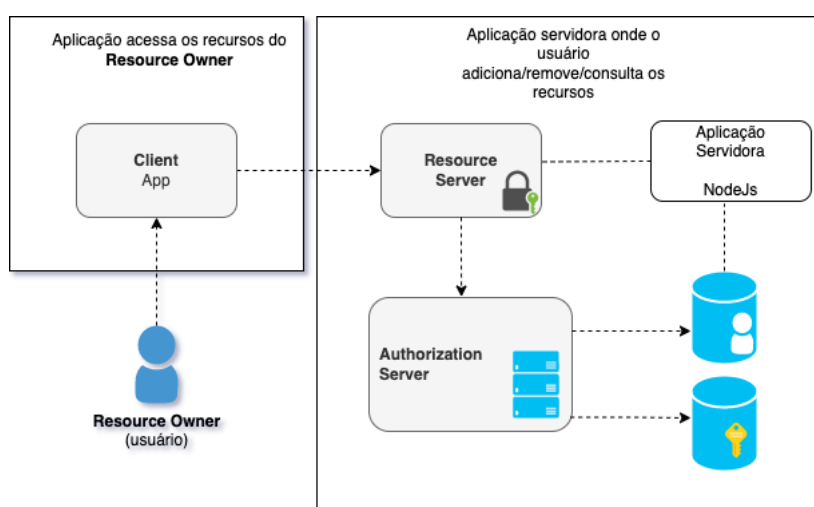 Aplicação acessa os recursos do
Resource Owner
Client
App
Resource Owner
(usuário)
Aplicação servidora onde o
usuário
adiciona/remove/consulta os
recursos
Resource
Server
Aplicação
Servidora
NodeJs
Authorization
Server